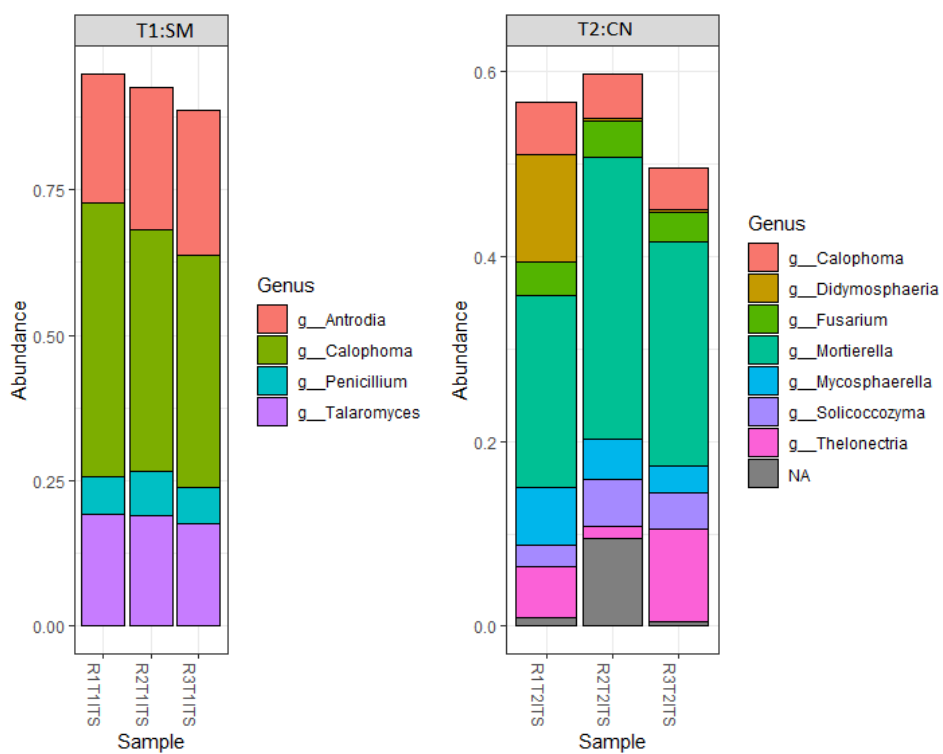 T1:SM
0.75
0.50
0.25
0.00
Abundance
R1T1ITS
R2T1ITS
R3T1ITS
Sample
Genus
g__Antrodia
g__Calophoma
g__Penicillium
g__Talaromyces
T2:CN
0.6
0.4
0.2
0.0
Abundance
R1T2ITS
R2T2ITS
R3T2ITS
Sample
Genus
g__Calophoma
g__Didymosphaeria
g__Fusarium
g__Mortierella
g__Mycosphaerella
g__Solicoccozyma
g__Thelonectria
NA